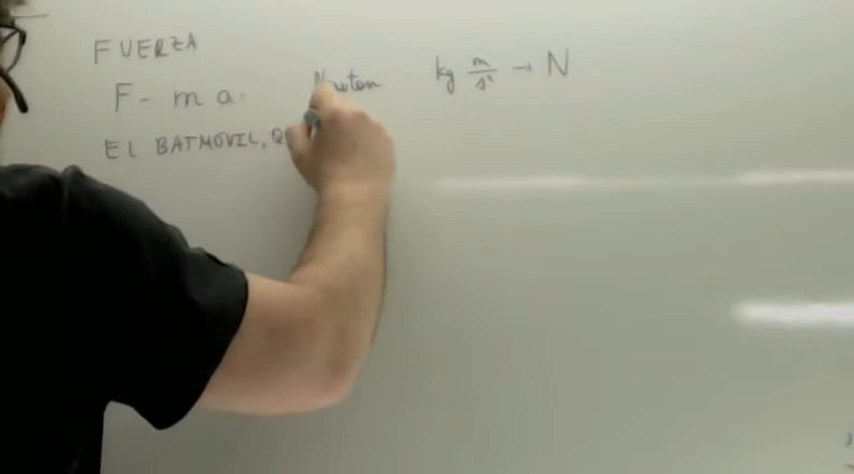 FUERZA
F- m a. Newton kg m/s² → N
EL BATMOVIL, Q